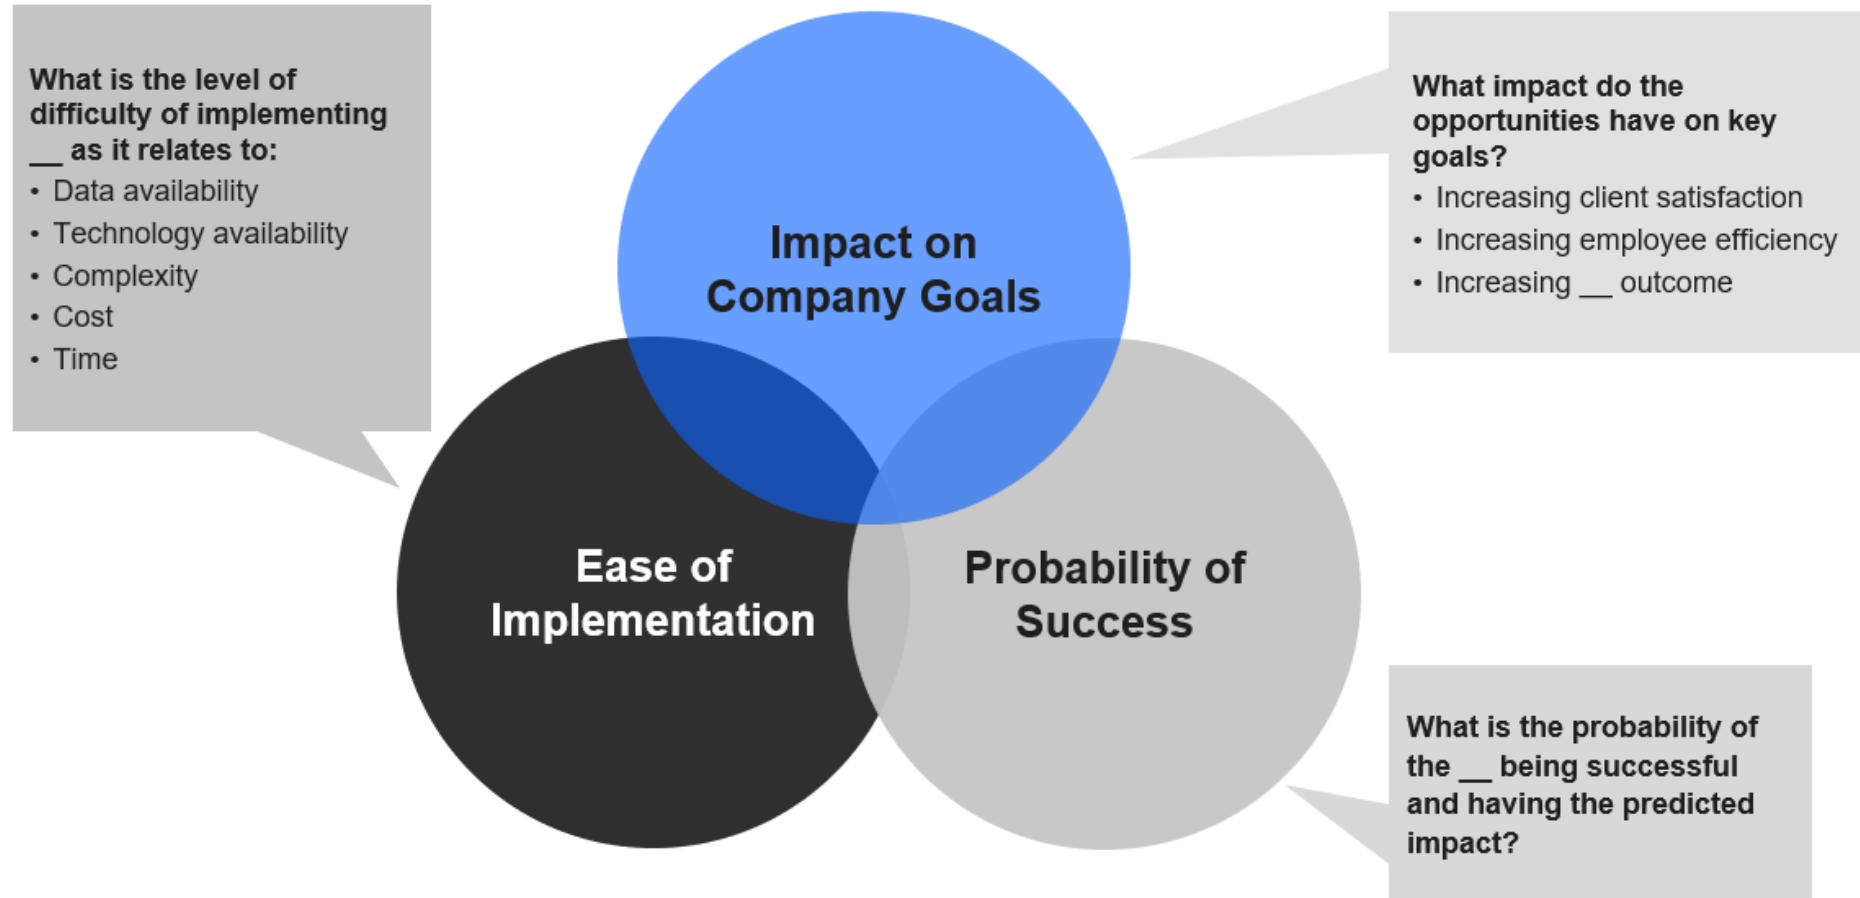 What is the level of
difficulty of implementing
__ as it relates to:
• Data availability
• Technology availability
• Complexity
• Cost
• Time
Impact on
Company Goals
What impact do the
opportunities have on key
goals?
• Increasing client satisfaction
• Increasing employee efficiency
• Increasing __ outcome
Ease of
Implementation
Probability of
Success
What is the probability of
the __ being successful
and having the predicted
impact?